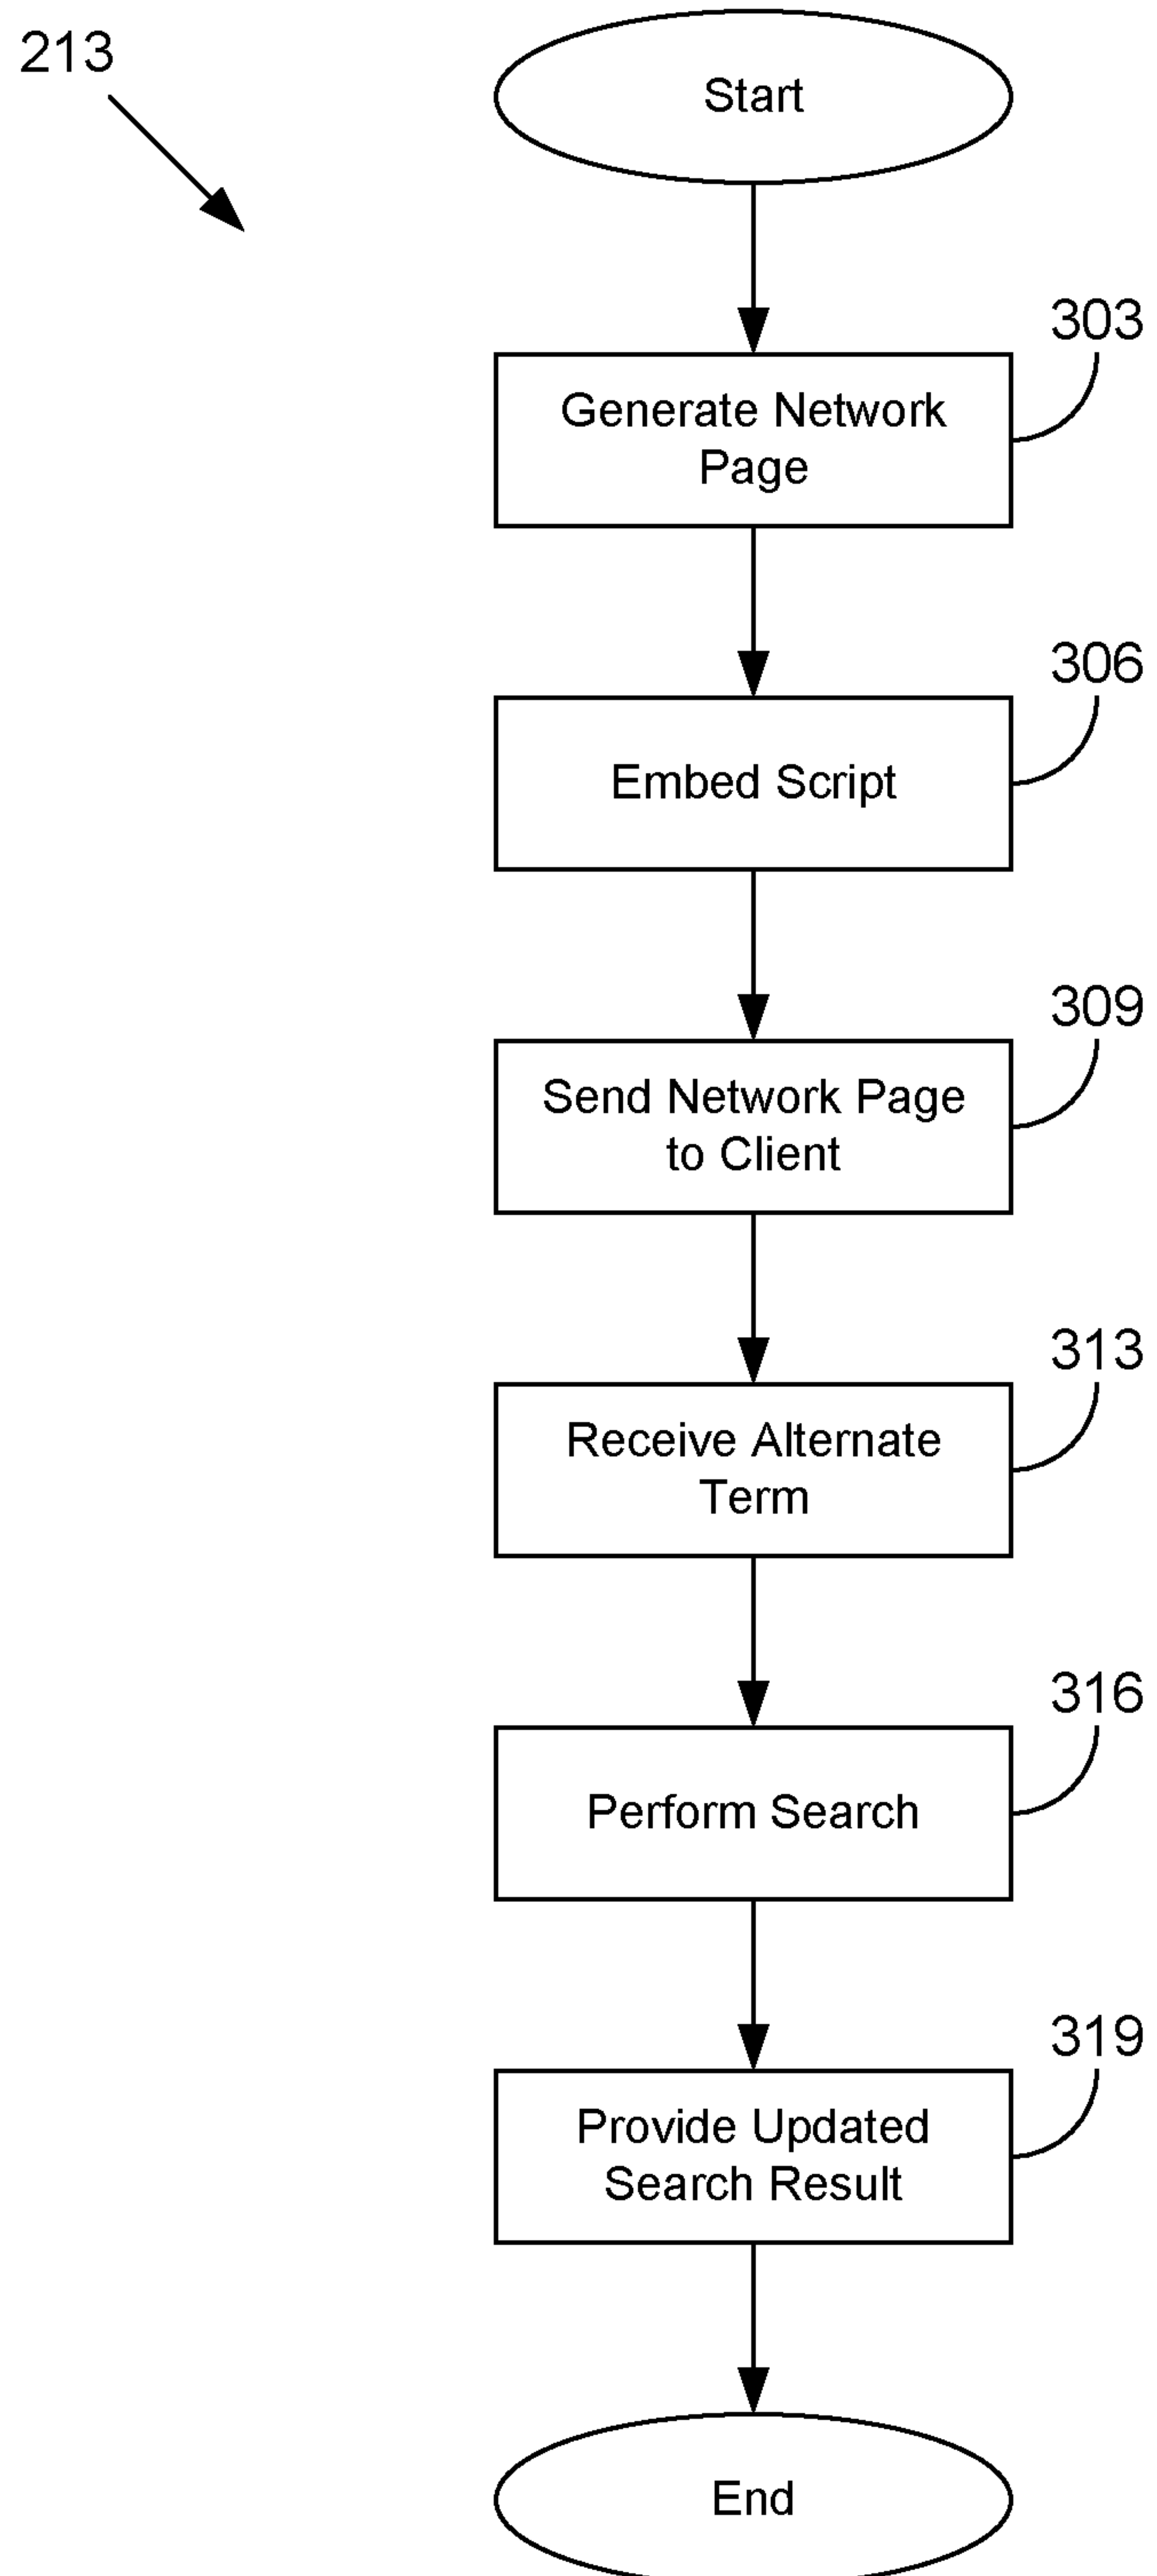 213
Start
303
Generate Network
Page
306
Embed Script
309
Send Network Page
to Client
313
Receive Alternate
Term
316
Perform Search
319
Provide Updated
Search Result
End